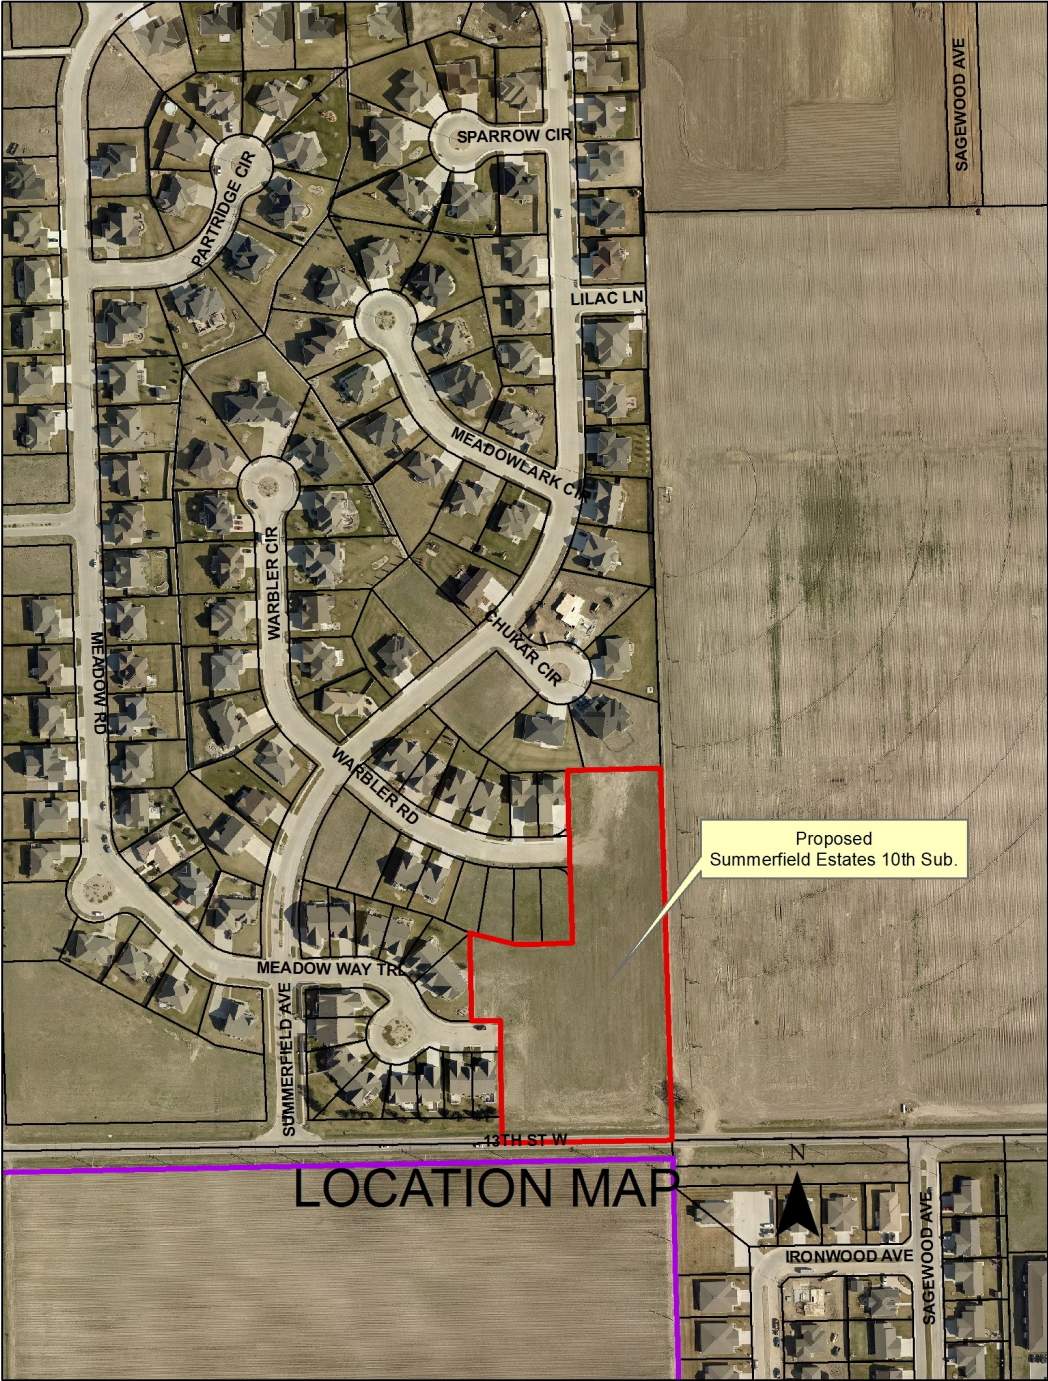 SPARROW CIR
SAGEWOOD AVE
PARTRIDGE CIR
LILAC LN
MEADOWLARK CIR
WARBLER CIR
CHUKAR CIR
MEADOW RD
WARBLER RD
Proposed
Summerfield Estates 10th Sub.
MEADOW WAY TRL
SUMMERFIELD AVE
13TH ST W
N
LOCATION MAP
IRONWOOD AVE
SAGEWOOD AVE